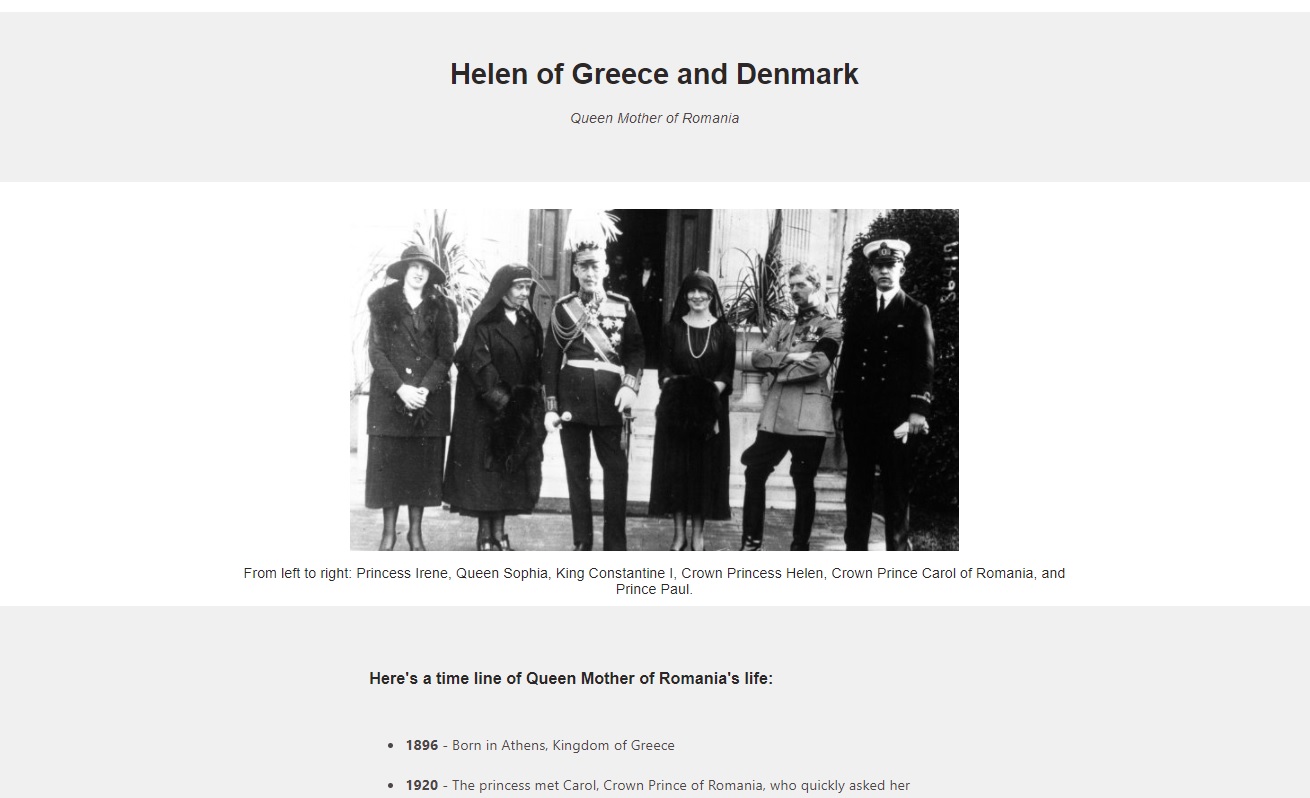 Helen of Greece and Denmark
Queen Mother of Romania
From left to right: Princess Irene, Queen Sophia, King Constantine I, Crown Princess Helen, Crown Prince Carol of Romania, and
Prince Paul.
Here's a time line of Queen Mother of Romania's life:
1896 - Born in Athens, Kingdom of Greece
1920 - The princess met Carol, Crown Prince of Romania, who quickly asked her